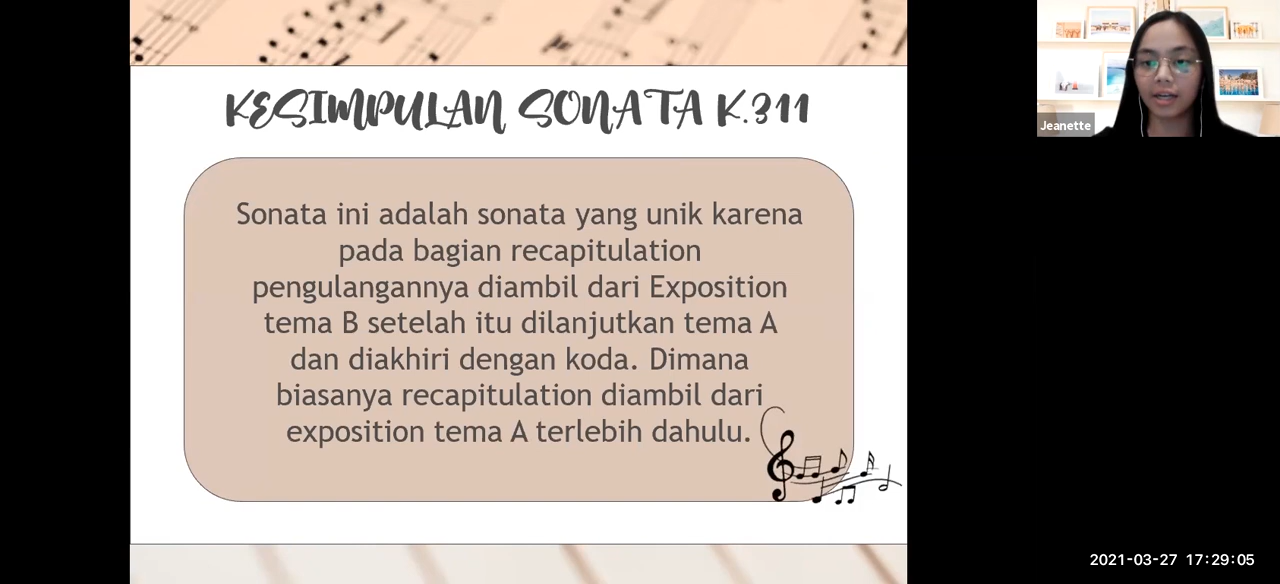 KESIMPULAN SONATA K.311
Sonata ini adalah sonata yang unik karena
pada bagian recapitulation
pengulangannya diambil dari Exposition
tema B setelah itu dilanjutkan tema A
dan diakhiri dengan koda. Dimana
biasanya recapitulation diambil dari
exposition tema A terlebih dahulu.
Jeanette
2021-03-27 17:29:05